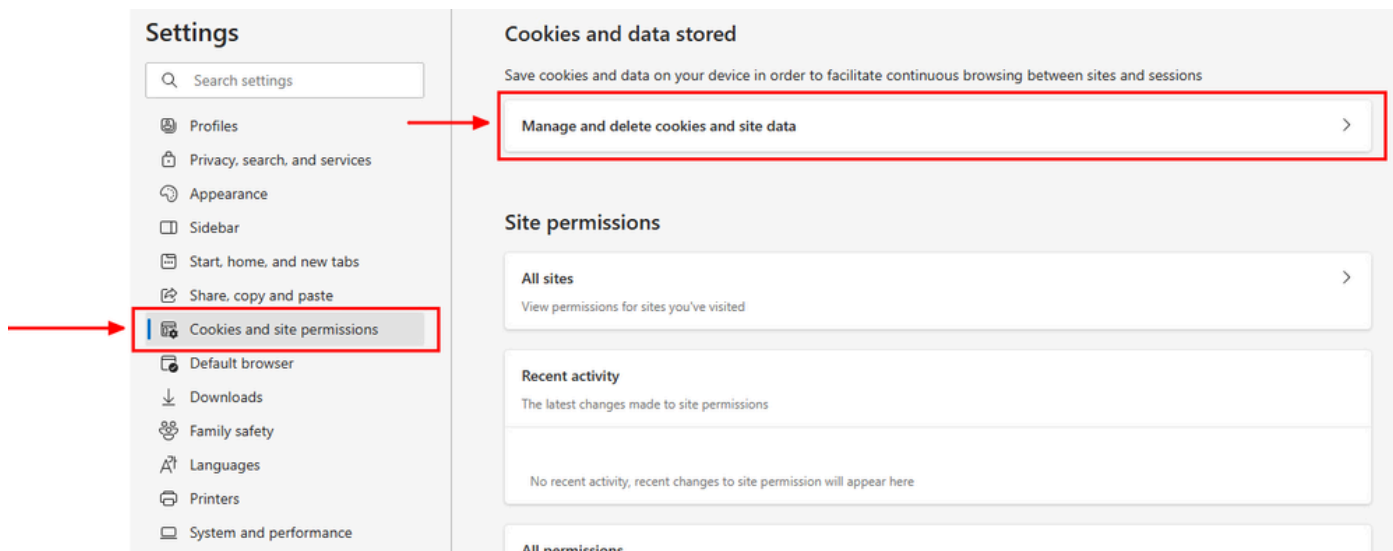 Settings
Search settings
Profiles
Privacy, search, and services
Appearance
Sidebar
Start, home, and new tabs
Share, copy and paste
Cookies and site permissions
Default browser
Downloads
Family safety
Languages
Printers
System and performance
Cookies and data stored
Save cookies and data on your device in order to facilitate continuous browsing between sites and sessions
Manage and delete cookies and site data
Site permissions
All sites
View permissions for sites you've visited
Recent activity
The latest changes made to site permissions
No recent activity, recent changes to site permission will appear here
All permissions